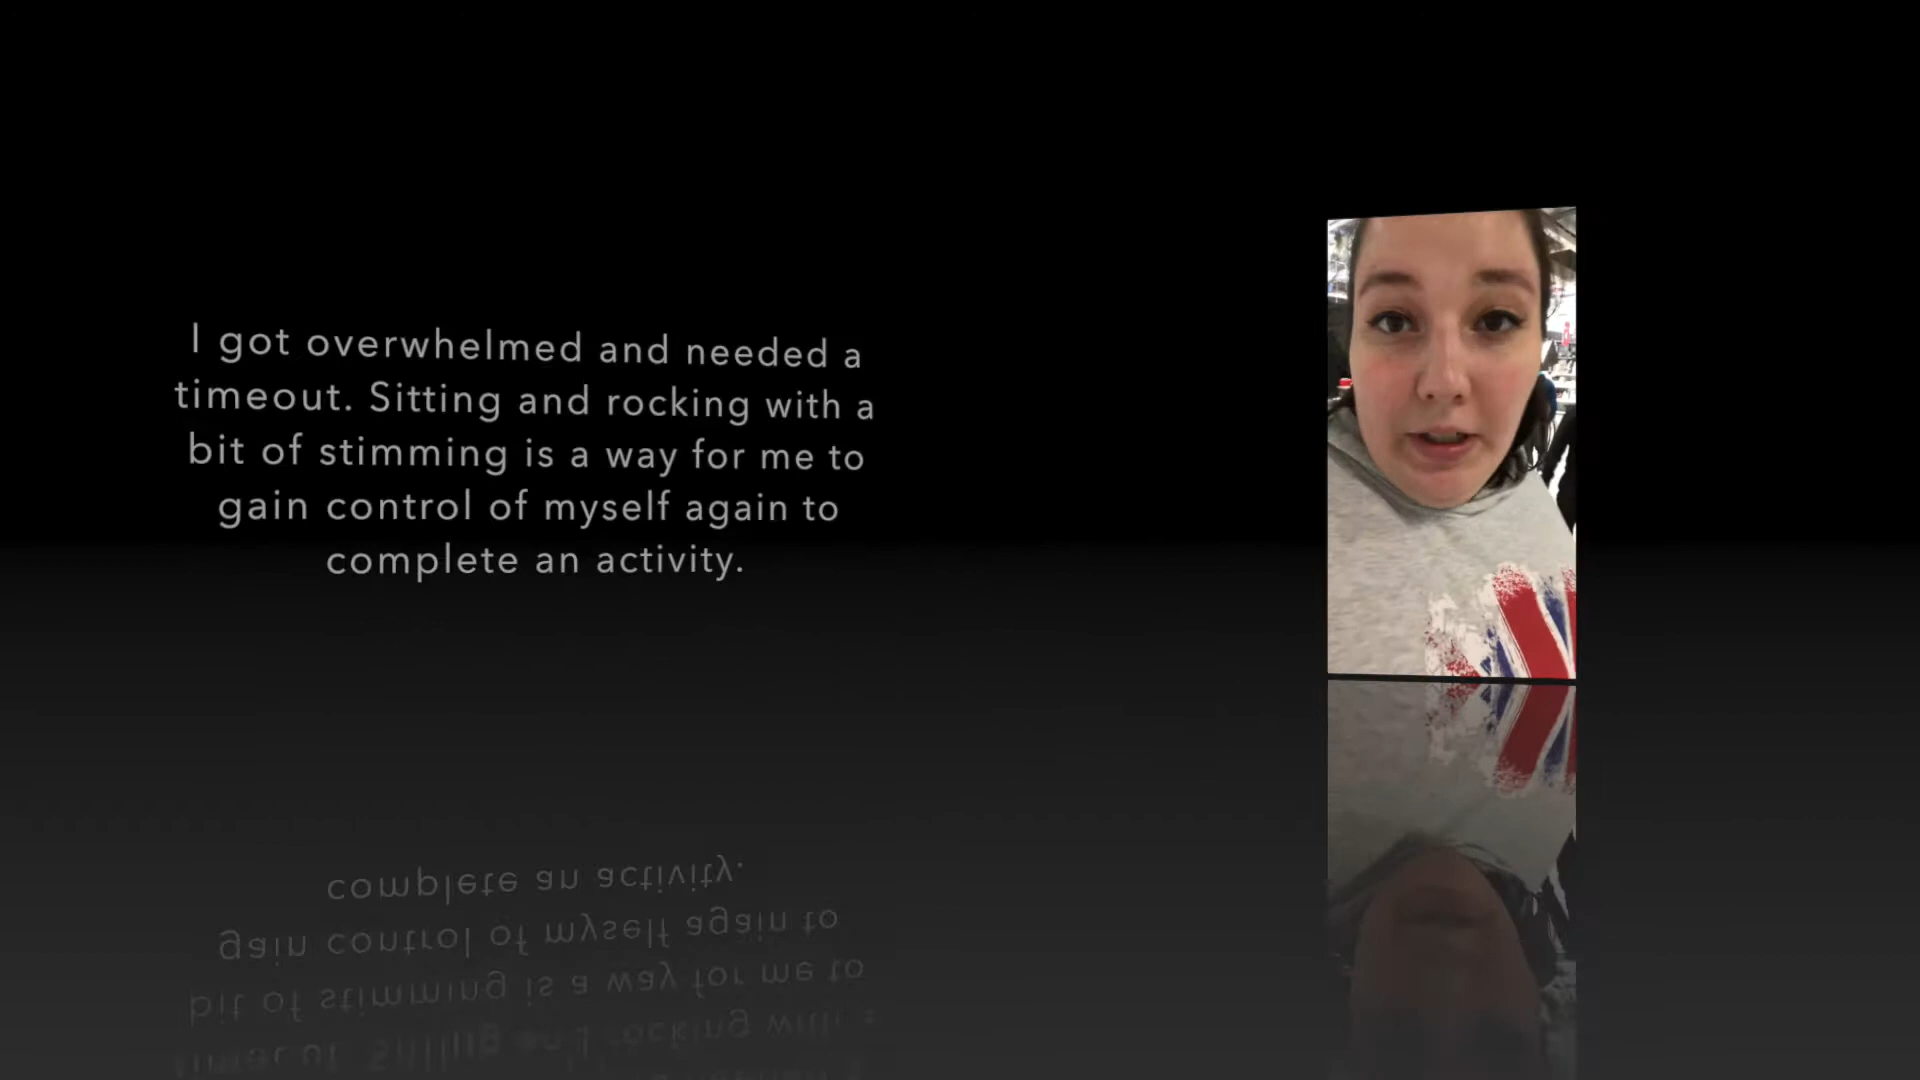 I got overwhelmed and needed a
timeout. Sitting and rocking with a
bit of stimming is a way for me to
gain control of myself again to
complete an activity.